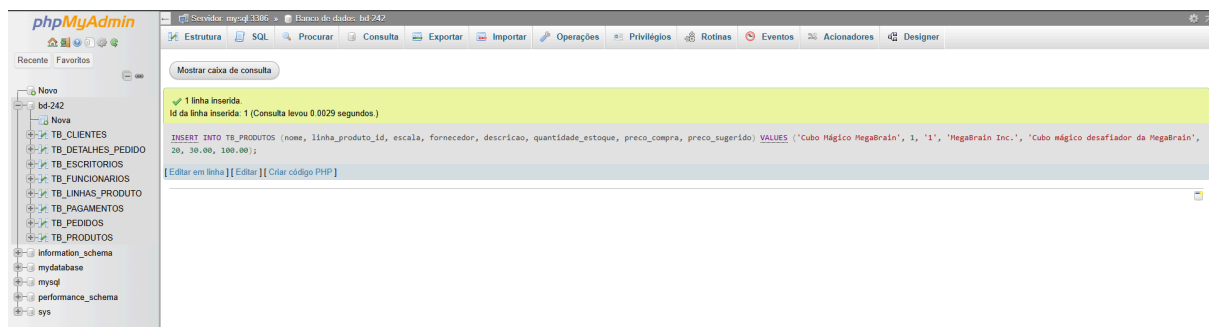 phpMyAdmin
Recente Favoritos
Novo
bd-242
Nova
TB_CLIENTES
TB_DETALHES_PEDIDO
TB_ESCRITORIOS
TB_FUNCIONARIOS
TB_LINHAS_PRODUTO
TB_PAGAMENTOS
TB_PEDIDOS
TB_PRODUTOS
information_schema
mydatabase
mysql
performance_schema
sys
Servidor: mysql:3306 » Banco de dados: bd-242
Estrutura SQL Procurar Consulta Exportar Importar Operações Privilégios Rotinas Eventos Acionadores Designer
Mostrar caixa de consulta
1 linha inserida.
Id da linha inserida: 1 (Consulta levou 0.0029 segundos.)
INSERT INTO TB_PRODUTOS (nome, linha_produto_id, escala, fornecedor, descricao, quantidade_estoque, preco_compra, preco_sugerido) VALUES ('Cubo Mágico MegaBrain', 1, '1', 'MegaBrain Inc.', 'Cubo mágico desafiador da MegaBrain',
20, 30.00, 100.00);
[ Editar em linha ] [ Editar ] [ Criar código PHP ]